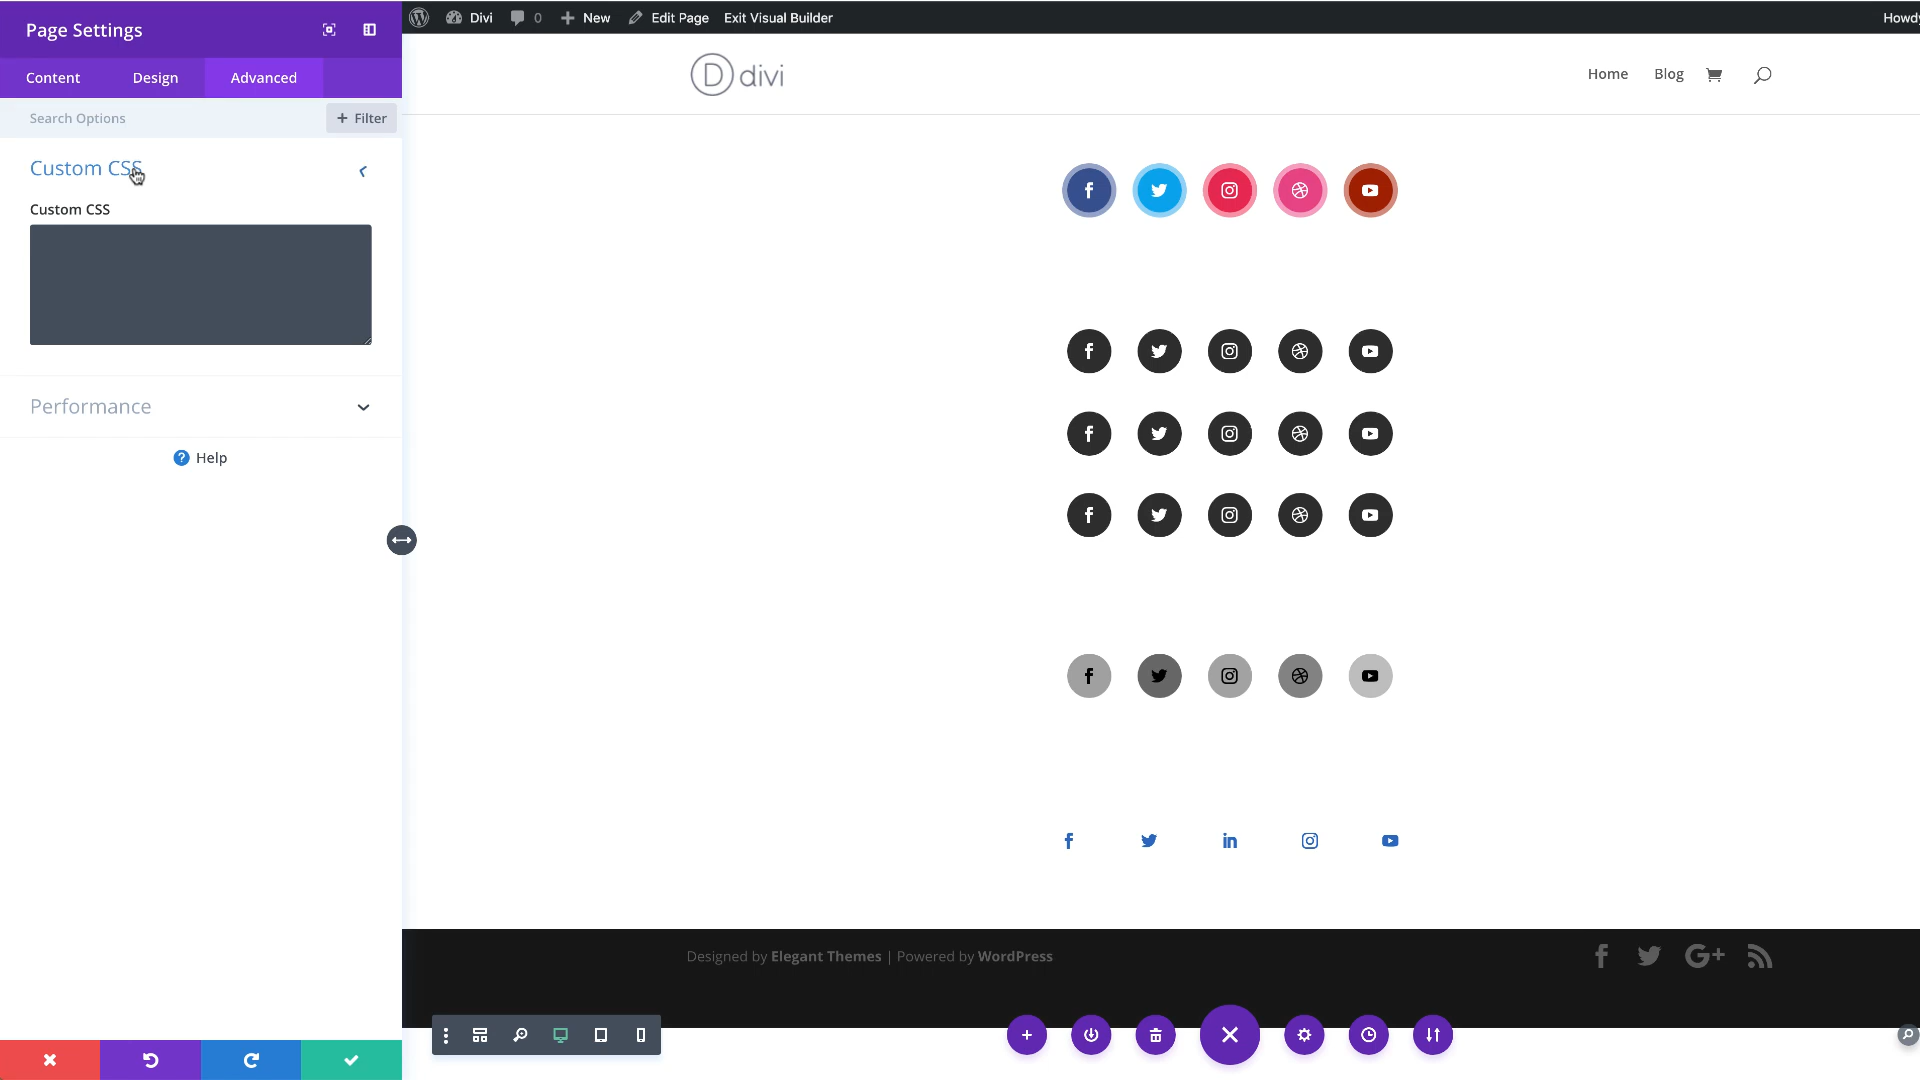 Page Settings
Divi
0
New
Edit Page
Exit Visual Builder
Howdy
Content
Design
Advanced
D divi
Home
Blog
Search Options
+ Filter
Custom CSS
Custom CSS
Performance
? Help
Designed by Elegant Themes | Powered by WordPress